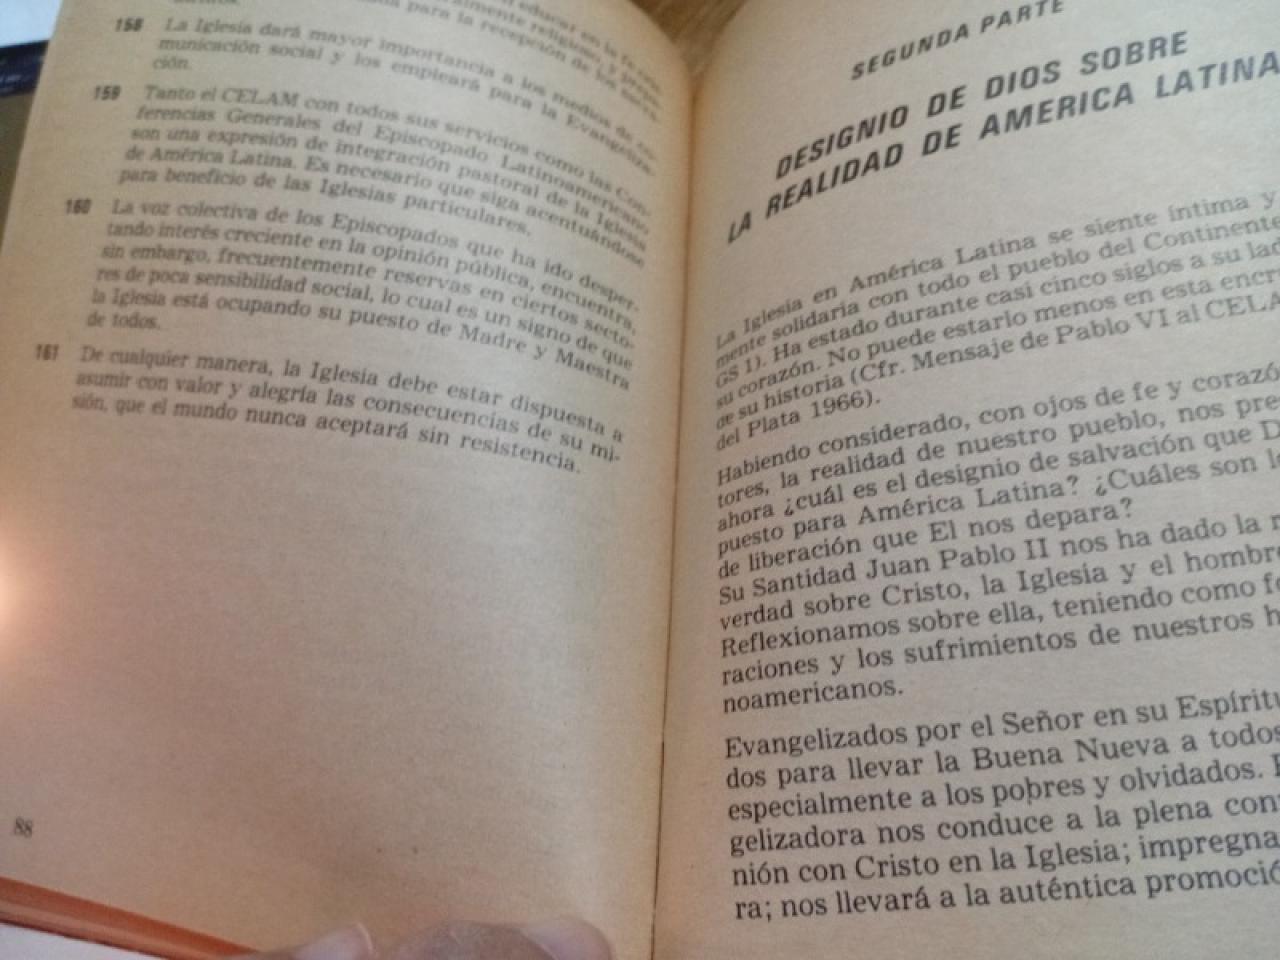 educar en la fe
158 La Iglesia dará mayor importancia a los medios de co-
municación social y los empleará para la Evangeliza-
ción.
159 Tanto el CELAM con todos sus servicios como las Con-
ferencias Generales del Episcopado Latinoamericano
son una expresión de integración pastoral de la Iglesia
de América Latina. Es necesario que siga acentuándose
para beneficio de las Iglesias particulares.
160 La voz colectiva de los Episcopados que ha ido desper-
tando interés creciente en la opinión pública, encuentra,
sin embargo, frecuentemente reservas en ciertos secto-
res de poca sensibilidad social, lo cual es un signo de que
la Iglesia está ocupando su puesto de Madre y Maestra
de todos.
161 De cualquier manera, la Iglesia debe estar dispuesta a
asumir con valor y alegría las consecuencias de su mi-
sión, que el mundo nunca aceptará sin resistencia.
88
SEGUNDA PARTE
DESIGNIO DE DIOS SOBRE
LA REALIDAD DE AMERICA LATINA
La Iglesia en América Latina se siente íntima y
mente solidaria con todo el pueblo del Continente
GS 1). Ha estado durante casi cinco siglos a su lad
su corazón. No puede estarlo menos en esta encr
de su historia (Cfr. Mensaje de Pablo VI al CELA
del Plata 1966).
Habiendo considerado, con ojos de fe y corazó
tores, la realidad de nuestro pueblo, nos pre
ahora ¿cuál es el designio de salvación que D
puesto para América Latina? ¿Cuáles son l
de liberación que El nos depara?
Su Santidad Juan Pablo II nos ha dado la r
verdad sobre Cristo, la Iglesia y el hombre
Reflexionamos sobre ella, teniendo como fo
raciones y los sufrimientos de nuestros h
noamericanos.
Evangelizados por el Señor en su Espíritu
dos para llevar la Buena Nueva a todos
especialmente a los pobres y olvidados. E
gelizadora nos conduce a la plena con
nión con Cristo en la Iglesia; impregna
ra; nos llevará a la auténtica promoció